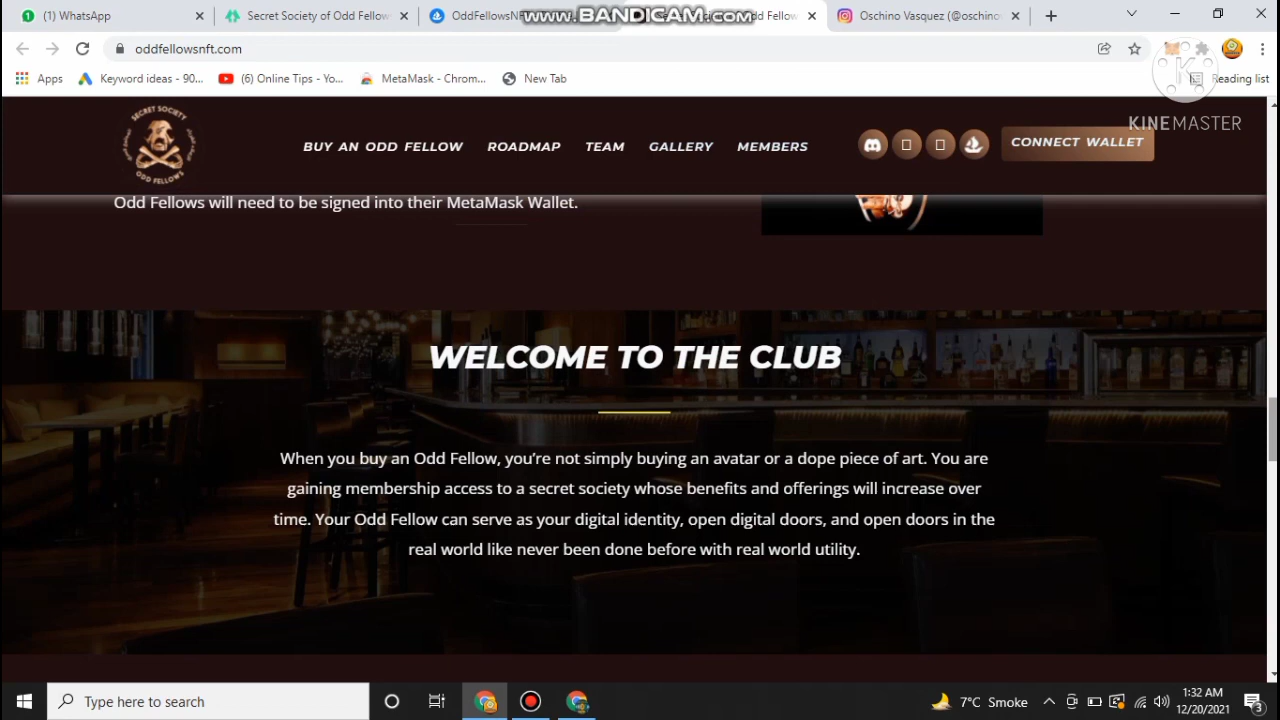 (1) WhatsApp
Secret Society of Odd Fellow
OddFellowsN
www.BANDICAM.com
Odd Fellow
Oschino Vasquez (@oschino
oddfellowsnft.com
Apps
Keyword ideas - 90...
(6) Online Tips - Yo...
MetaMask - Chrom...
New Tab
Reading list
K
KINEMASTER
SECRET SOCIETY
ODD FELLOWS
BUY AN ODD FELLOW
ROADMAP
TEAM
GALLERY
MEMBERS
CONNECT WALLET
Odd Fellows will need to be signed into their MetaMask Wallet.
WELCOME TO THE CLUB
When you buy an Odd Fellow, you’re not simply buying an avatar or a dope piece of art. You are
gaining membership access to a secret society whose benefits and offerings will increase over
time. Your Odd Fellow can serve as your digital identity, open digital doors, and open doors in the
real world like never been done before with real world utility.
Type here to search
7°C Smoke
1:32 AM
12/20/2021
3